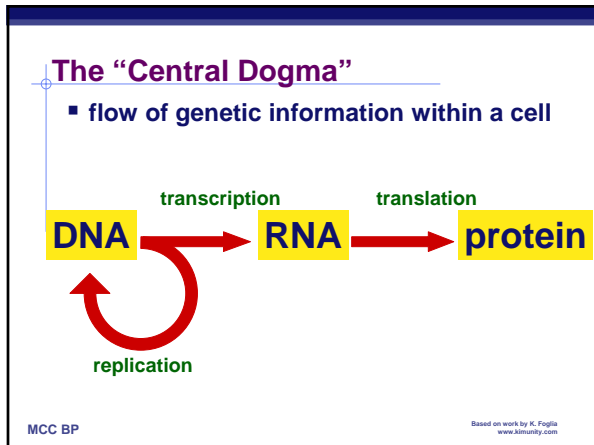 The “Central Dogma”
▪ flow of genetic information within a cell
transcription translation
DNA RNA protein
replication
MCC BP
Based on work by K. Foglia
www.kimunity.com